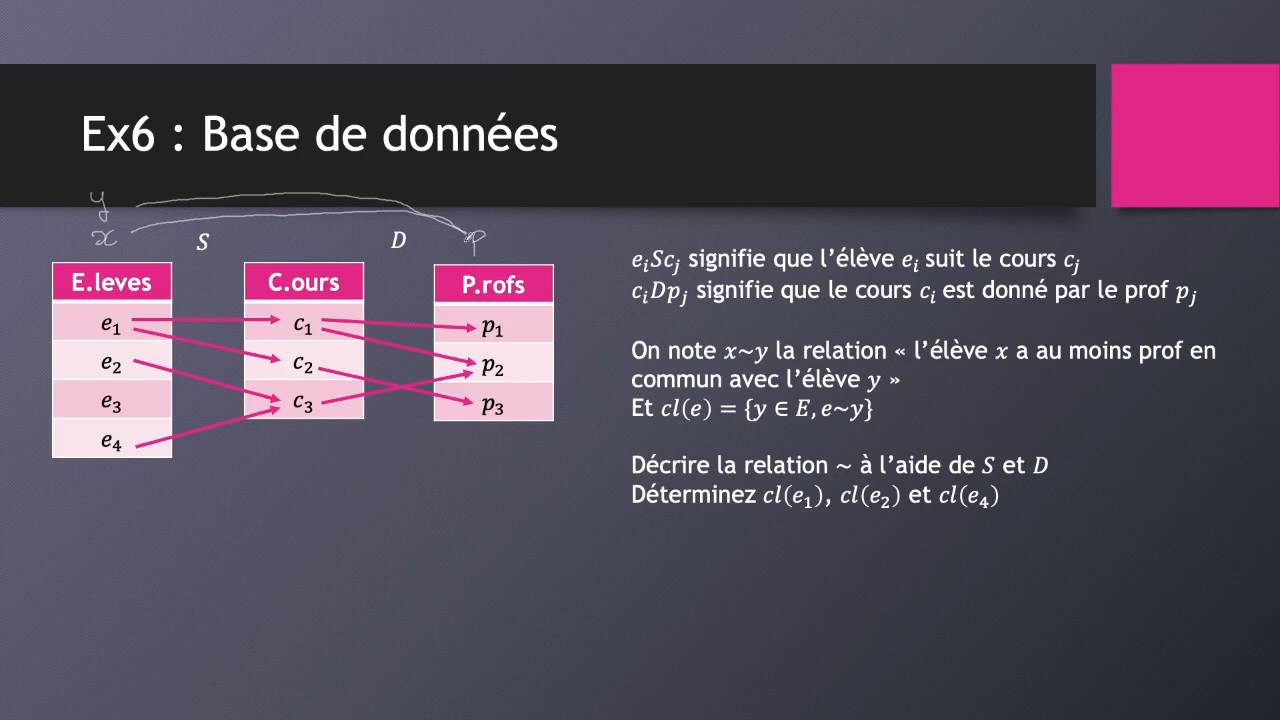 Ex6 : Base de données
y
x
p
S
D
E.leves
C.ours
P.rofs
e₁
c₁
p₁
e₂
c₂
p₂
e₃
c₃
p₃
e₄
eᵢScⱼ signifie que l'élève eᵢ suit le cours cⱼ
cᵢDpⱼ signifie que le cours cᵢ est donné par le prof pⱼ
On note x~y la relation « l'élève x a au moins prof en
commun avec l'élève y »
Et cl(e) = {y ∈ E, e~y}
Décrire la relation ~ à l'aide de S et D
Déterminez cl(e₁), cl(e₂) et cl(e₄)